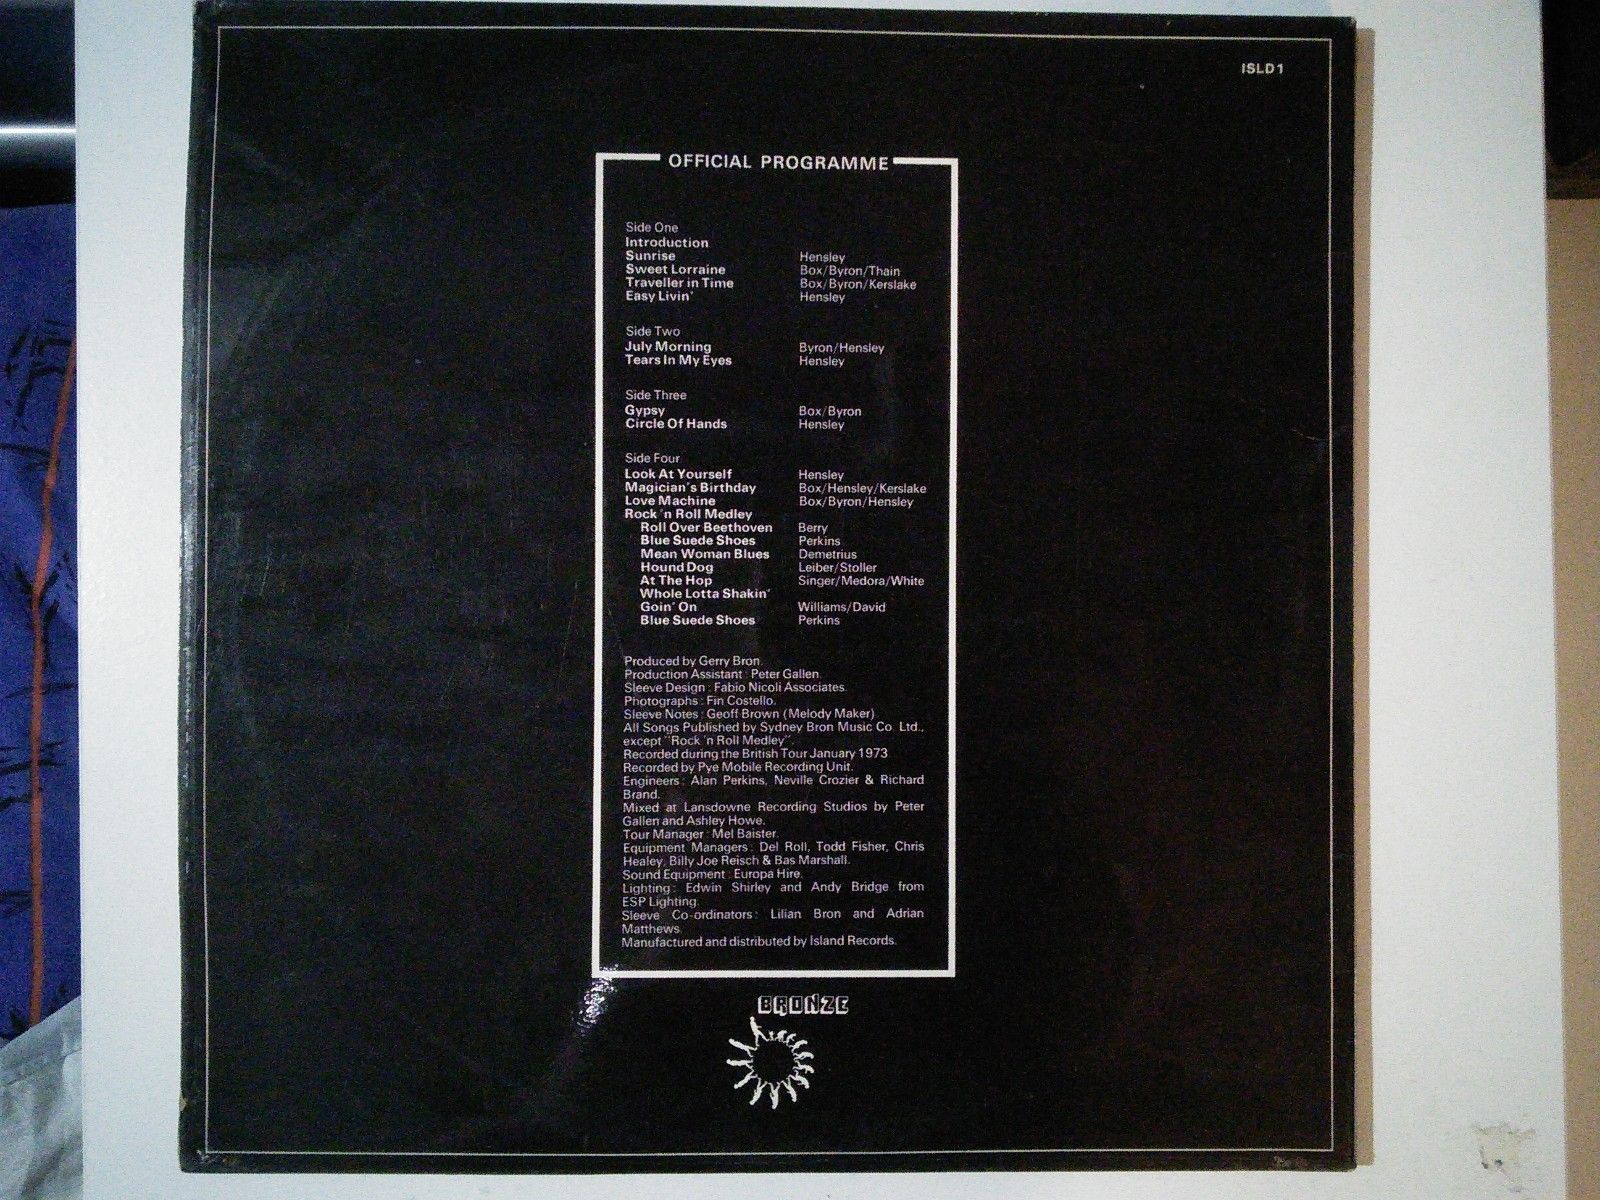 ISLD1
OFFICIAL PROGRAMME
Side One
Introduction
Sunrise Hensley
Sweet Lorraine Box/Byron/Thain
Traveller in Time Box/Byron/Kerslake
Easy Livin' Hensley
Side Two
July Morning Byron/Hensley
Tears In My Eyes Hensley
Side Three
Gypsy Box/Byron
Circle Of Hands Hensley
Side Four
Look At Yourself Hensley
Magician's Birthday Box/Hensley/Kerslake
Love Machine Box/Byron/Hensley
Rock 'n Roll Medley
Roll Over Beethoven Berry
Blue Suede Shoes Perkins
Mean Woman Blues Demetrius
Hound Dog Leiber/Stoller
At The Hop Singer/Medora/White
Whole Lotta Shakin'
Goin' On Williams/David
Blue Suede Shoes Perkins
Produced by Gerry Bron.
Production Assistant : Peter Gallen.
Sleeve Design : Fabio Nicoli Associates.
Photographs : Fin Costello.
Sleeve Notes : Geoff Brown (Melody Maker)
All Songs Published by Sydney Bron Music Co. Ltd.,
except "Rock 'n Roll Medley".
Recorded during the British Tour January 1973
Recorded by Pye Mobile Recording Unit.
Engineers : Alan Perkins, Neville Crozier & Richard
Brand.
Mixed at Lansdowne Recording Studios by Peter
Gallen and Ashley Howe.
Tour Manager : Mel Baister.
Equipment Managers : Del Roll, Todd Fisher, Chris
Healey, Billy Joe Reisch & Bas Marshall.
Sound Equipment : Europa Hire.
Lighting : Edwin Shirley and Andy Bridge from
ESP Lighting.
Sleeve Co-ordinators : Lilian Bron and Adrian
Matthews.
Manufactured and distributed by Island Records.
BRONZE